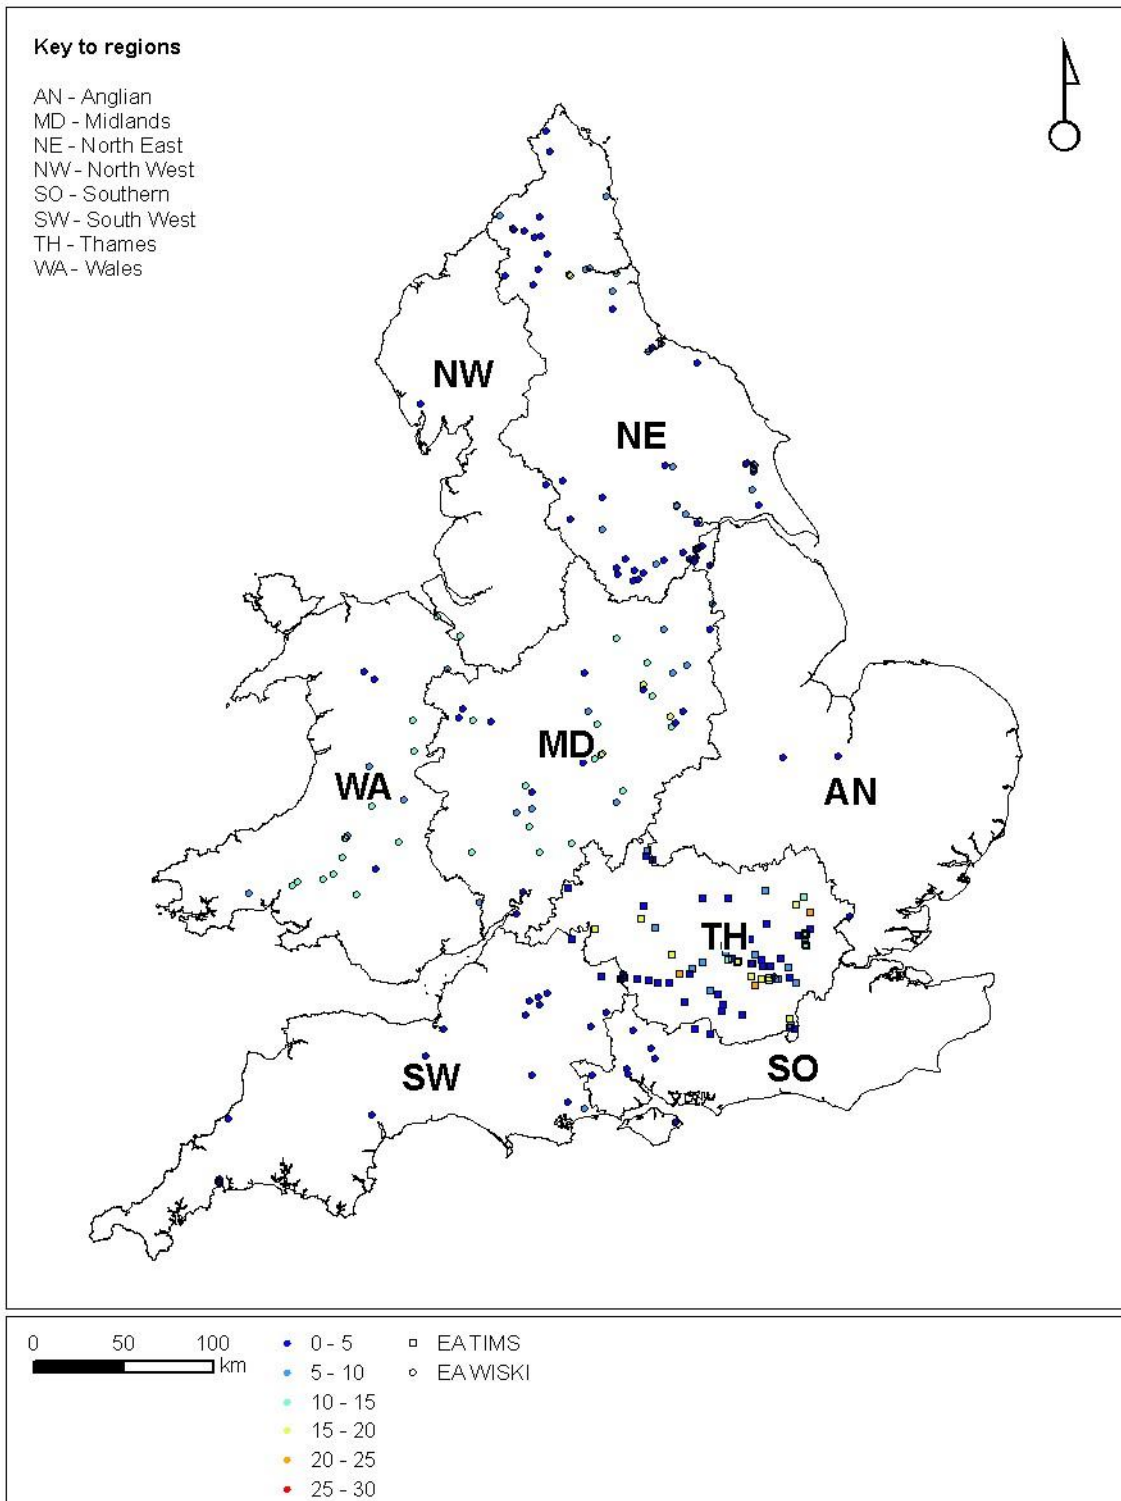 Key to regions
AN - Anglian
MD - Midlands
NE - North East
NW - North West
SO - Southern
SW - South West
TH - Thames
WA - Wales
NW
NE
MD
WA
AN
TH
SW
SO
0 50 100
km
0 - 5
5 - 10
10 - 15
15 - 20
20 - 25
25 - 30
EA TIMS
EA WISKI